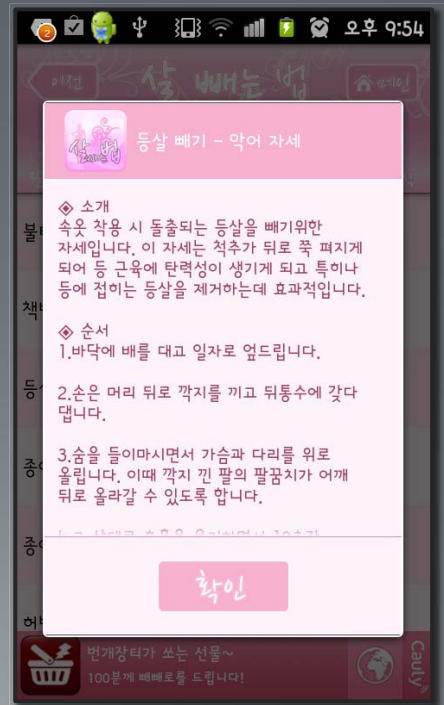 2
오후 9:54
이전
살 빼는 법
메인
살빼는법
등살 빼기 - 악어 자세
◈ 소개
속옷 착용 시 돌출되는 등살을 빼기위한
자세입니다. 이 자세는 척추가 뒤로 쭉 펴지게
되어 등 근육에 탄력성이 생기게 되고 특히나
등에 접히는 등살을 제거하는데 효과적입니다.
◈ 순서
1.바닥에 배를 대고 일자로 엎드립니다.
2.손은 머리 뒤로 깍지를 끼고 뒤통수에 갖다
댑니다.
3.숨을 들이마시면서 가슴과 다리를 위로
올립니다. 이때 깍지 낀 팔의 팔꿈치가 어깨
뒤로 올라갈 수 있도록 합니다.
확인
번개장터가 쏘는 선물~
100분께 빼빼로를 드립니다!
Cauly